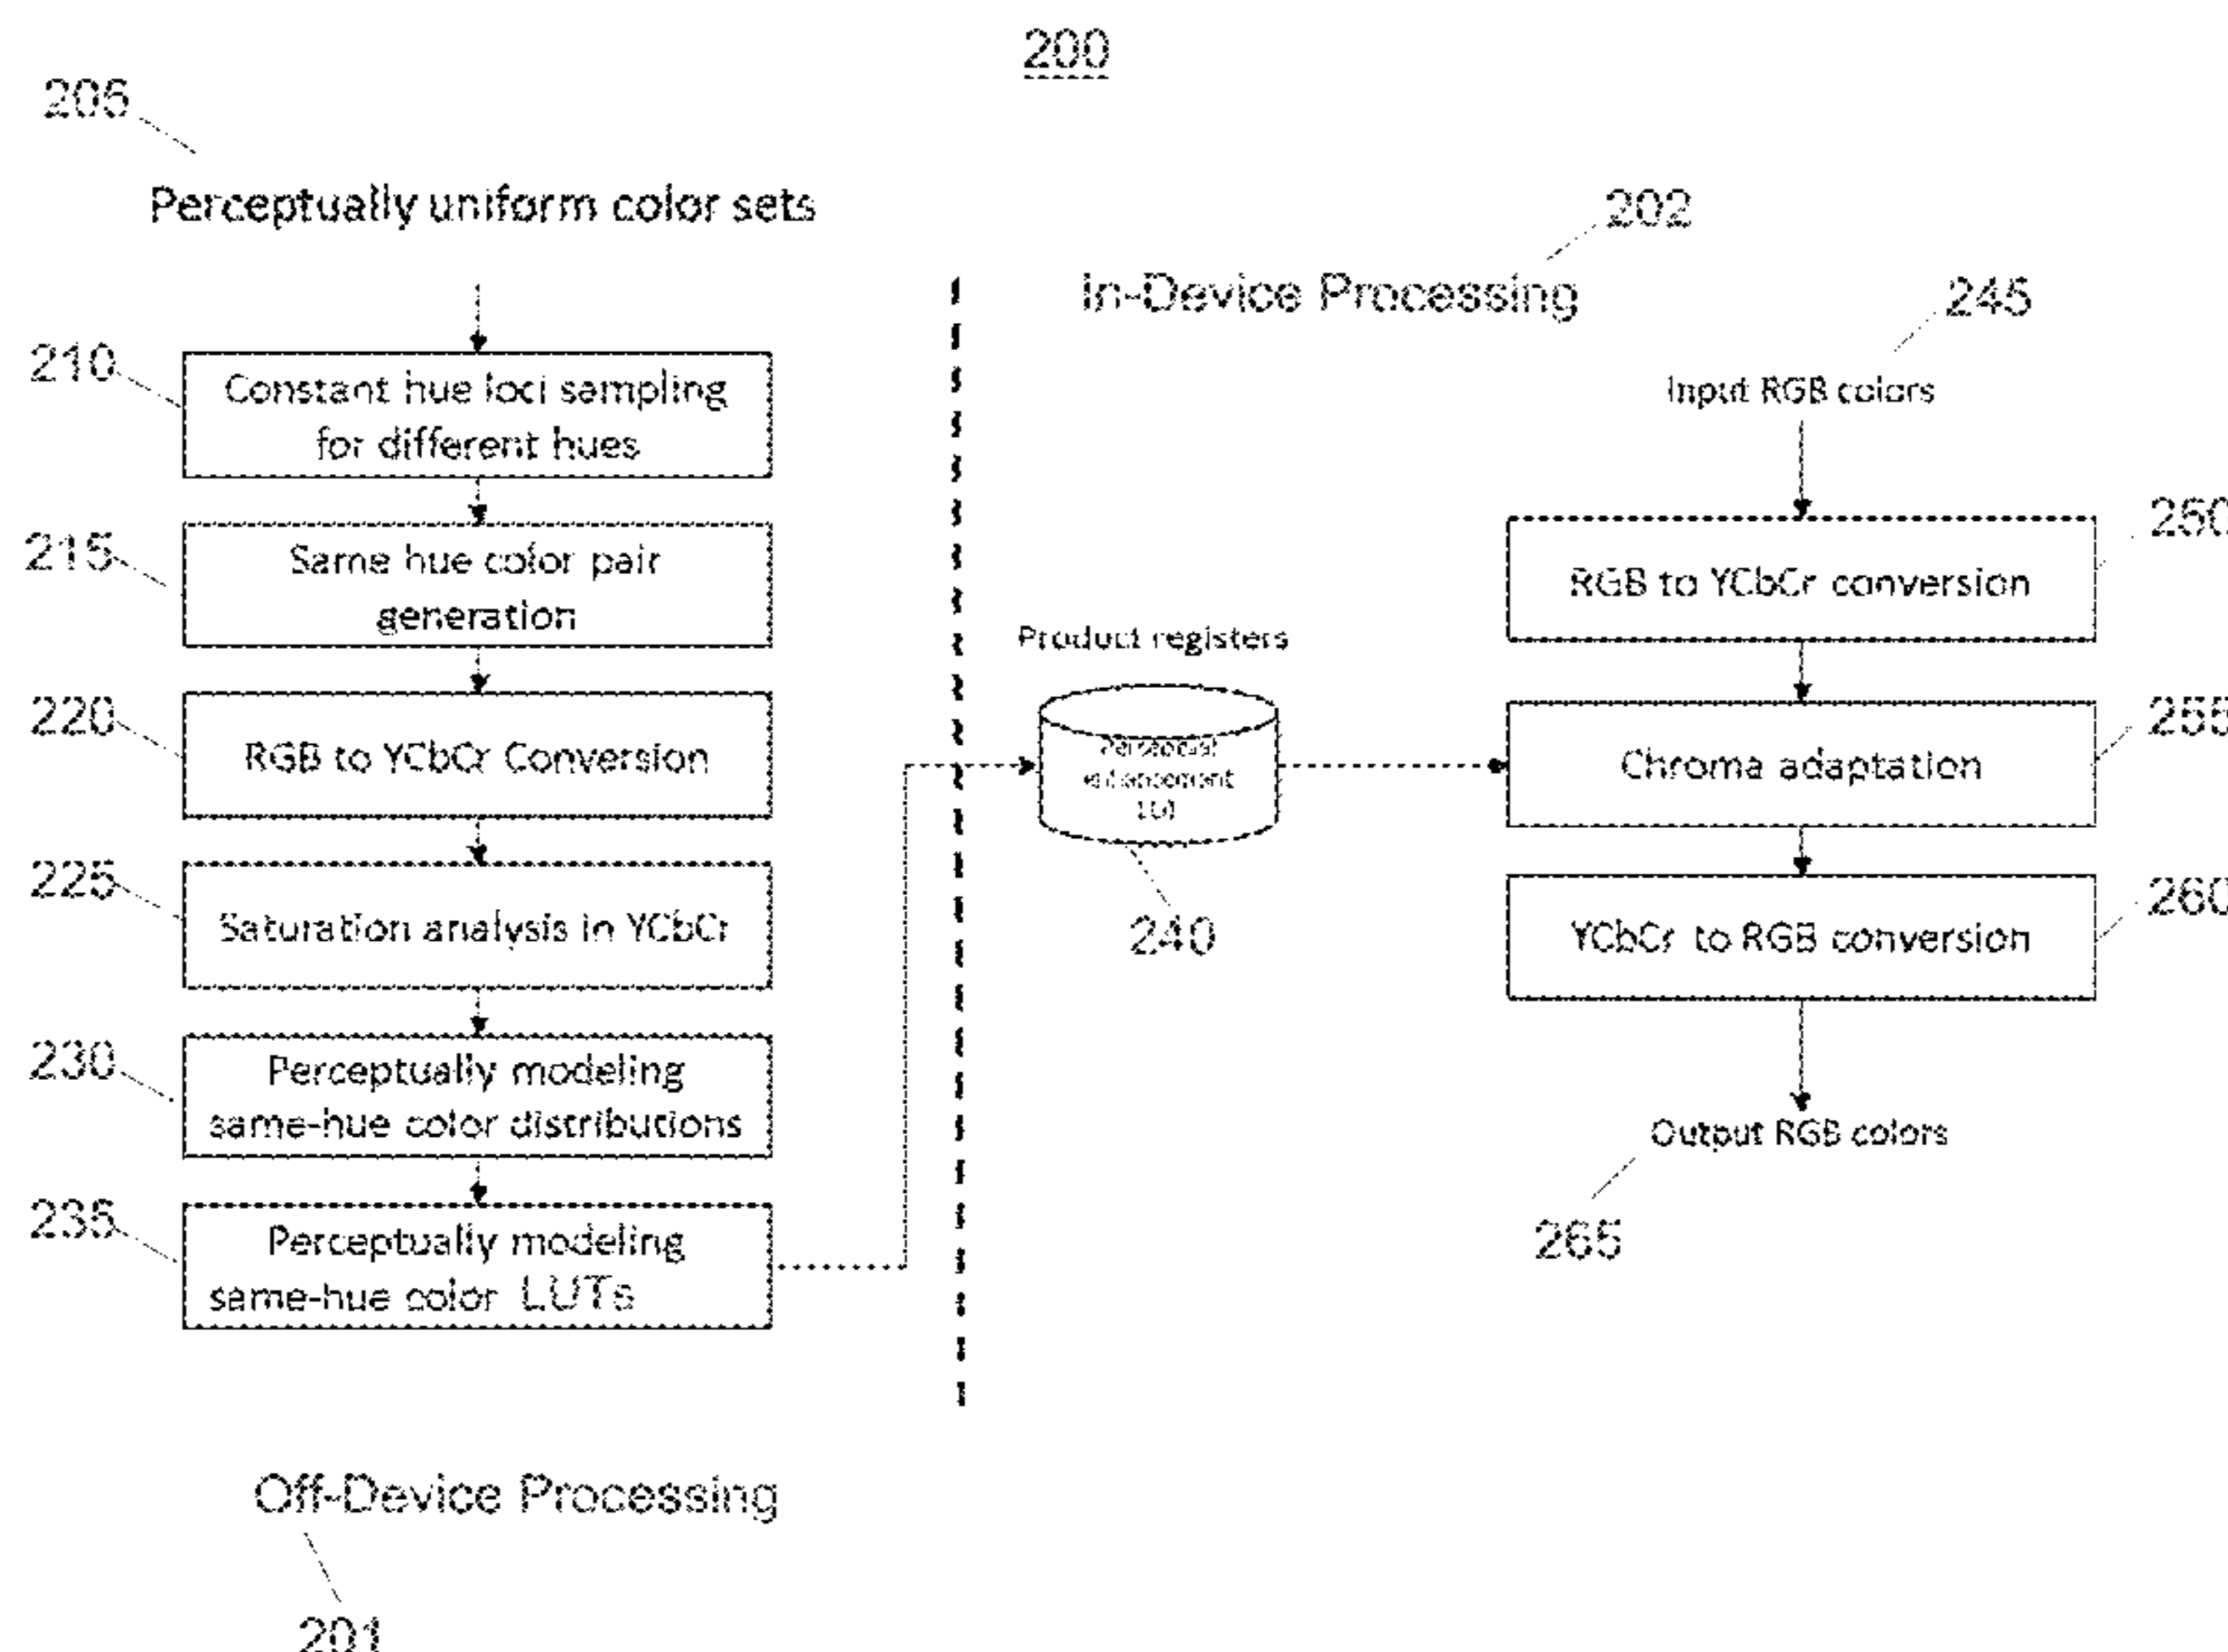 200
205
Perceptually uniform color sets
202
In-Device Processing
245
210
Constant hue loci sampling
for different hues
Input RGB colors
215
Same hue color pair
generation
250
RGB to YCbCr conversion
Product registers
220
RGB to YCbCr Conversion
enhancement
240
255
Chroma adaptation
225
Saturation analysis in YCbCr
260
YCbCr to RGB conversion
230
Perceptually modeling
same-hue color distributions
Output RGB colors
265
235
Perceptually modeling
same-hue color LUTs
Off-Device Processing
201